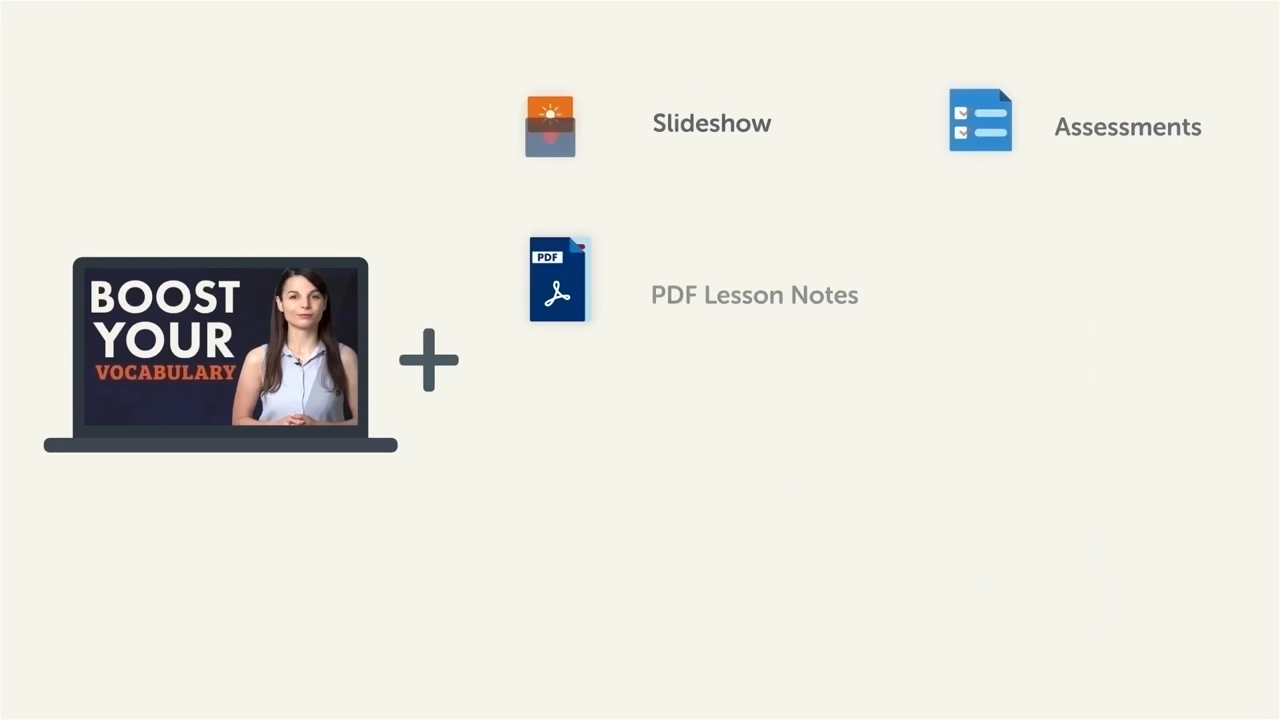 Slideshow
Assessments
PDF
PDF Lesson Notes
BOOST
YOUR
VOCABULARY